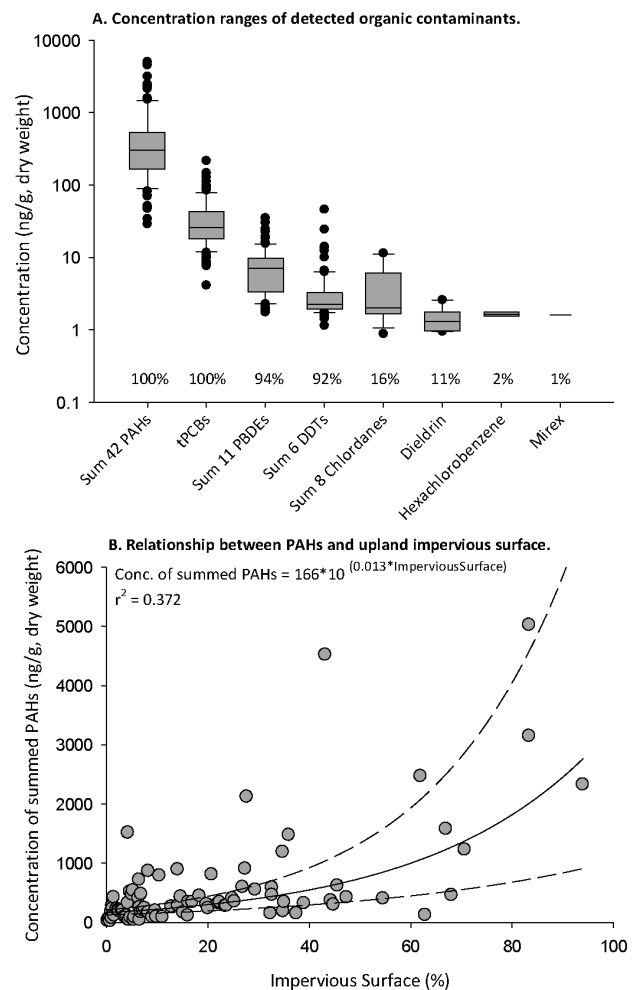 A. Concentration ranges of detected organic contaminants.
Concentration (ng/g, dry weight)
10000
1000
100
10
1
0.1
100% 100% 94% 92% 16% 11% 2% 1%
Sum 42 PAHs
tPCBs
Sum 11 PBDEs
Sum 6 DDTs
Sum 8 Chlordanes
Dieldrin
Hexachlorobenzene
Mirex
B. Relationship between PAHs and upland impervious surface.
Concentration of summed PAHs (ng/g, dry weight)
6000
5000
4000
3000
2000
1000
0
Conc. of summed PAHs = 166*10 (0.013*ImperviousSurface)
r2 = 0.372
0 20 40 60 80 100
Impervious Surface (%)